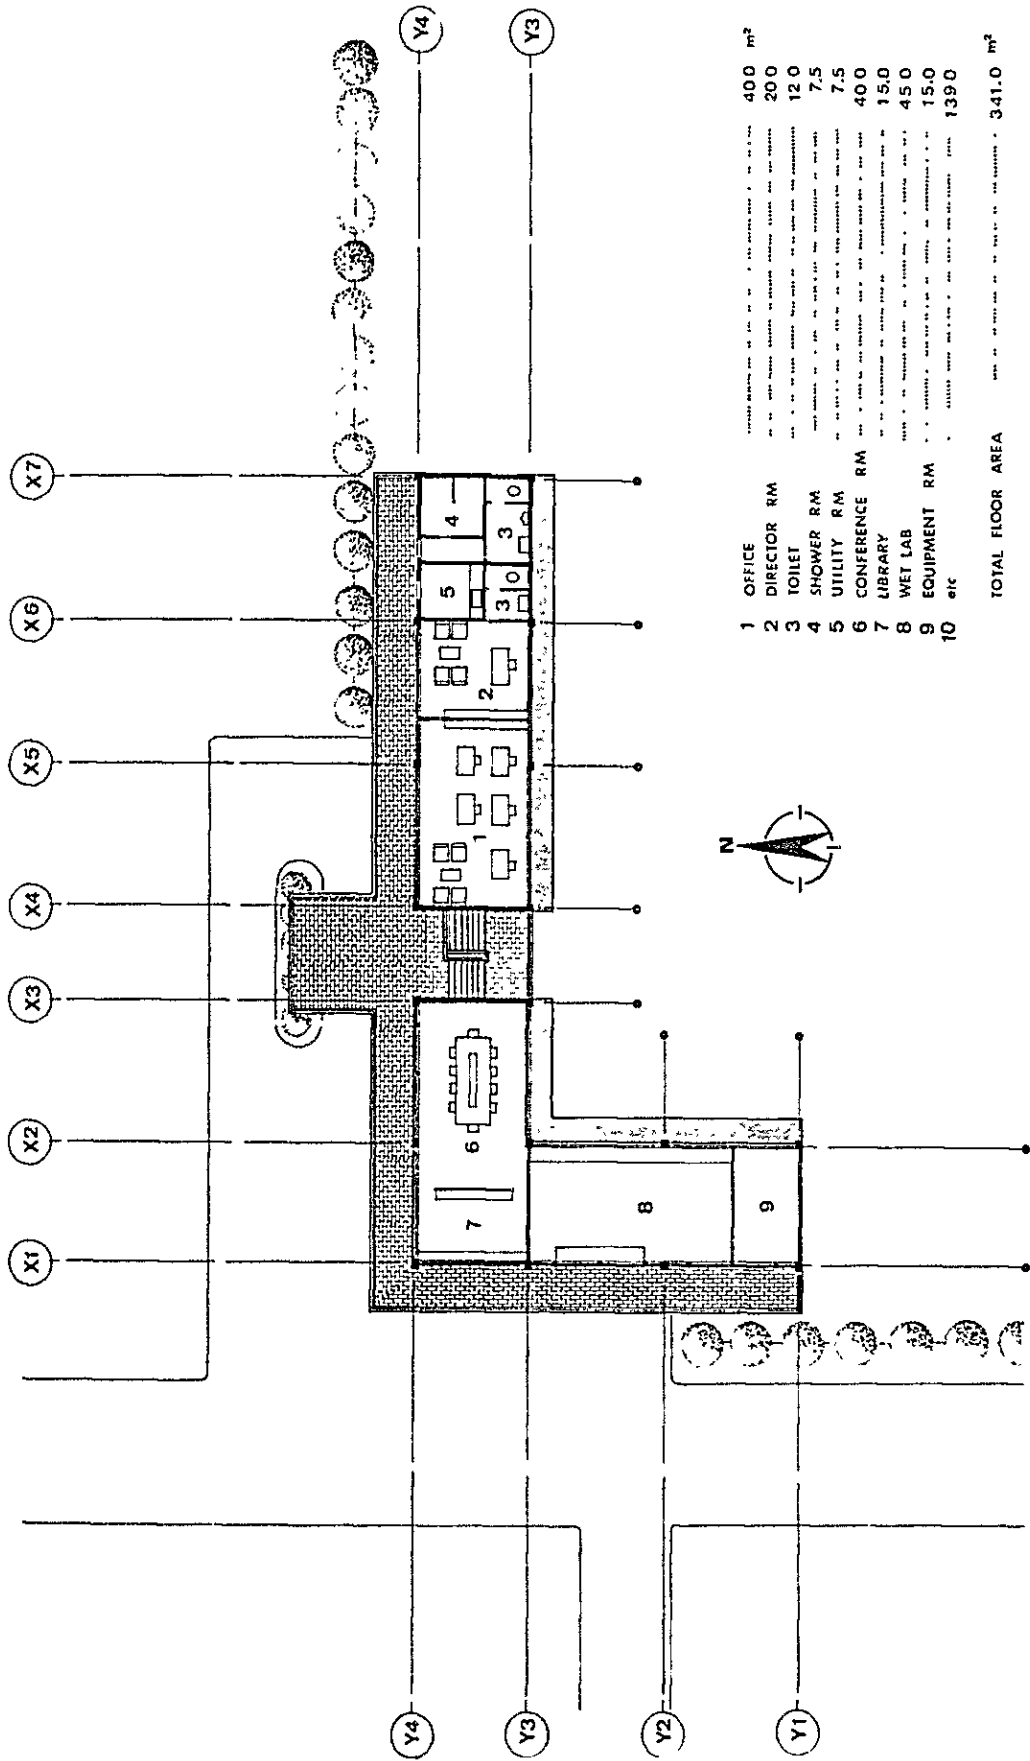 X1
X2
X3
X4
X5
X6
X7
Y4
Y3
Y4
Y3
Y2
Y1
1
2
3
3
4
5
6
7
8
9
N
1 OFFICE 40 0 m²
2 DIRECTOR RM 20 0
3 TOILET 12 0
4 SHOWER RM 7.5
5 UTILITY RM 7.5
6 CONFERENCE RM 40 0
7 LIBRARY 15.0
8 WET LAB 45 0
9 EQUIPMENT RM 15.0
10 etc 139 0
TOTAL FLOOR AREA 341.0 m²